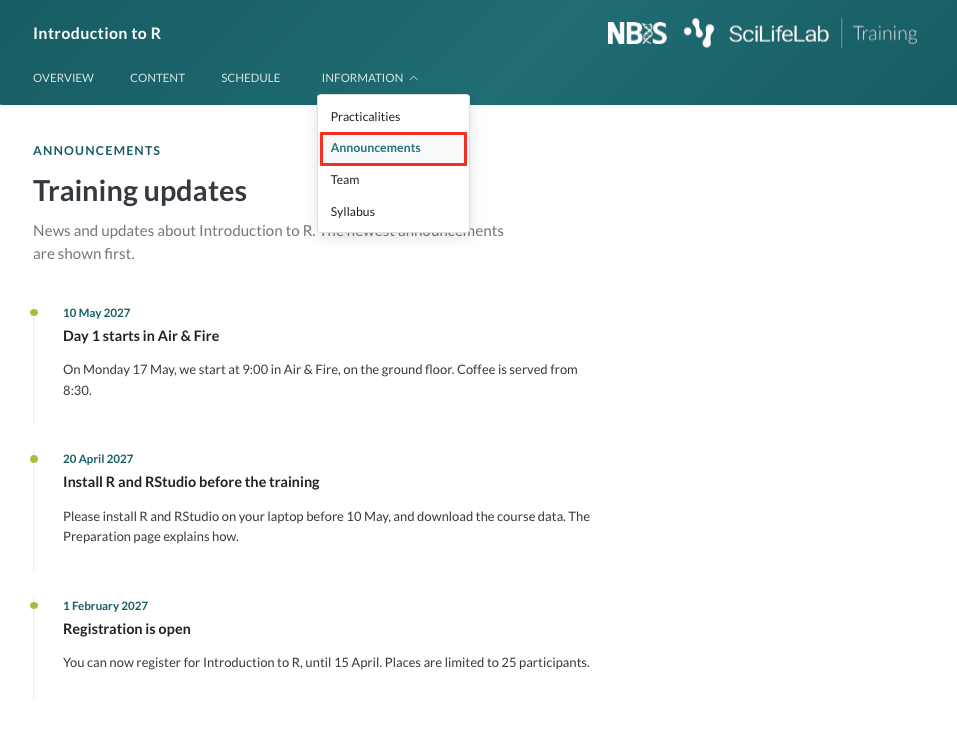 Introduction to R
NBIS SciLifeLab Training
OVERVIEW CONTENT SCHEDULE INFORMATION
Practicalities
Announcements
Team
Syllabus
ANNOUNCEMENTS
Training updates
News and updates about Introduction to R. The newest announcements
are shown first.
10 May 2027
Day 1 starts in Air & Fire
On Monday 17 May, we start at 9:00 in Air & Fire, on the ground floor. Coffee is served from
8:30.
20 April 2027
Install R and RStudio before the training
Please install R and RStudio on your laptop before 10 May, and download the course data. The
Preparation page explains how.
1 February 2027
Registration is open
You can now register for Introduction to R, until 15 April. Places are limited to 25 participants.